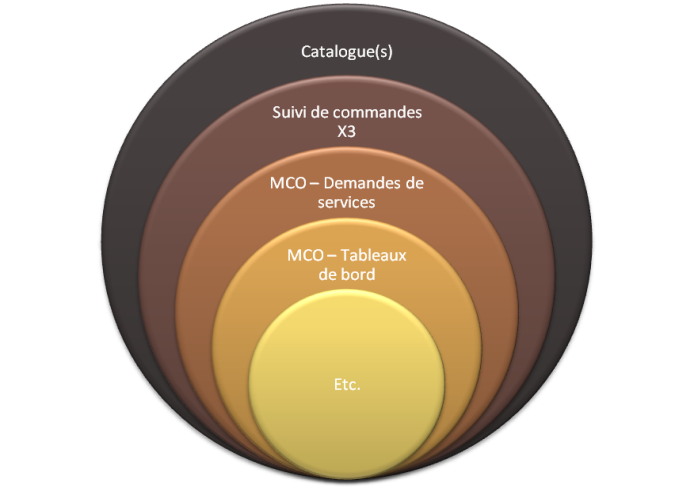 Catalogue(s)
Suivi de commandes
X3
MCO – Demandes de
services
MCO – Tableaux
de bord
Etc.